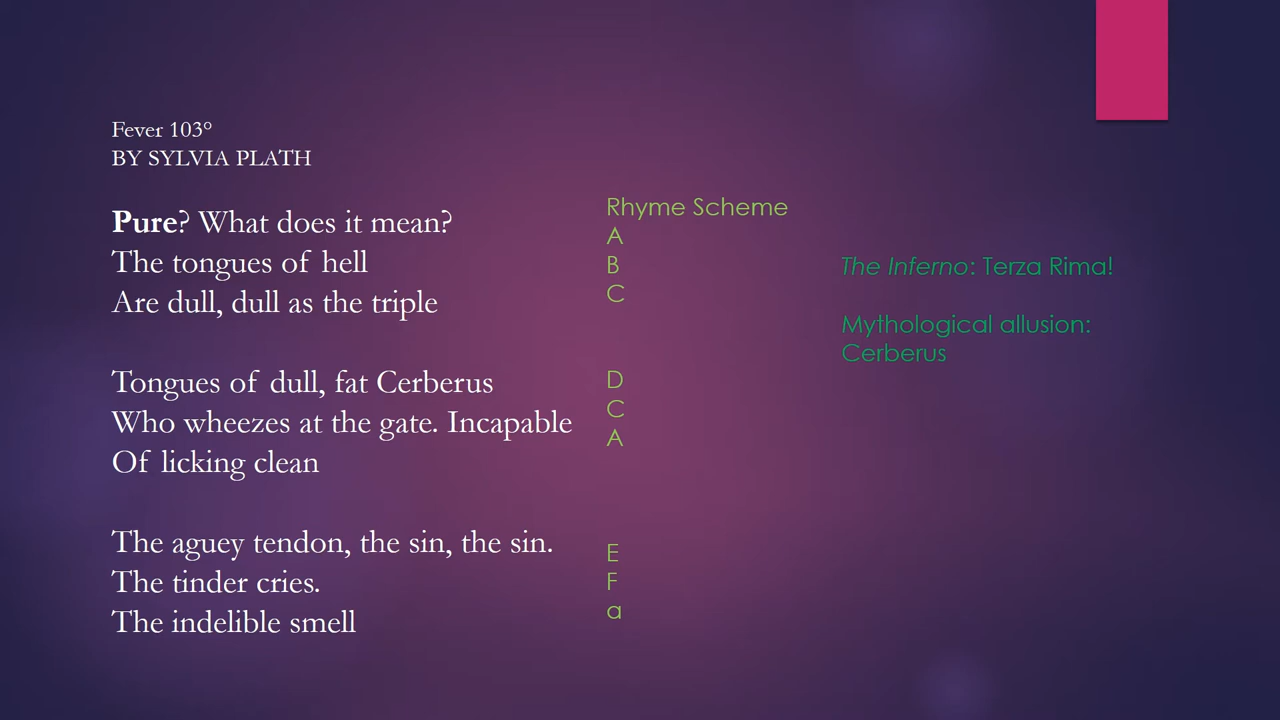 Fever 103°
BY SYLVIA PLATH
Pure? What does it mean?
The tongues of hell
Are dull, dull as the triple
Tongues of dull, fat Cerberus
Who wheezes at the gate. Incapable
Of licking clean
The aguey tendon, the sin, the sin.
The tinder cries.
The indelible smell
Rhyme Scheme
A
B
C
D
C
A
E
F
a
The Inferno: Terza Rima!
Mythological allusion:
Cerberus